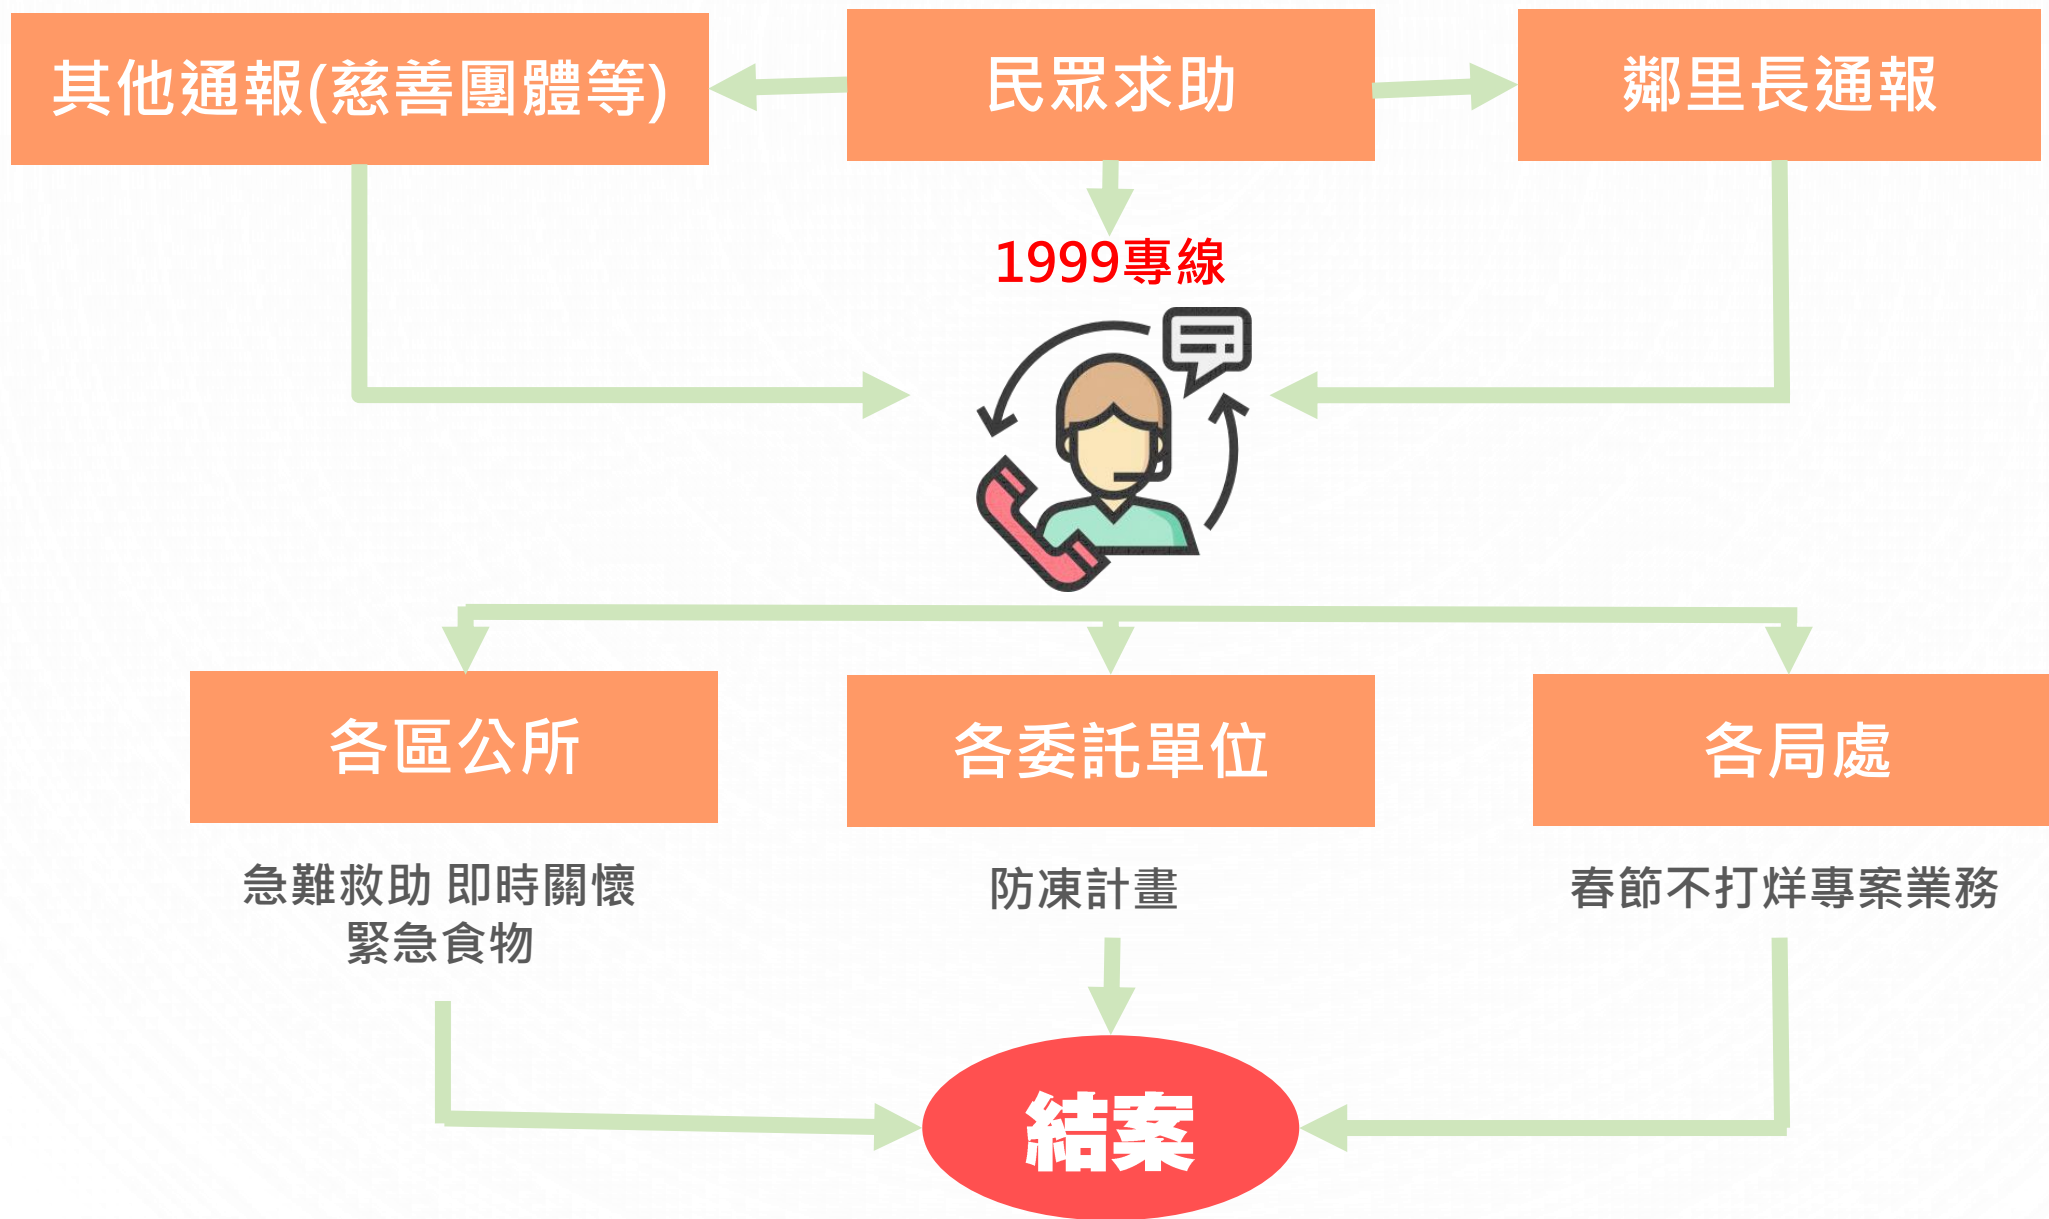 其他通報(慈善團體等)
民眾求助
鄰里長通報
1999專線
各區公所
各委託單位
各局處
急難救助 即時關懷
緊急食物
防凍計畫
春節不打烊專案業務
結案